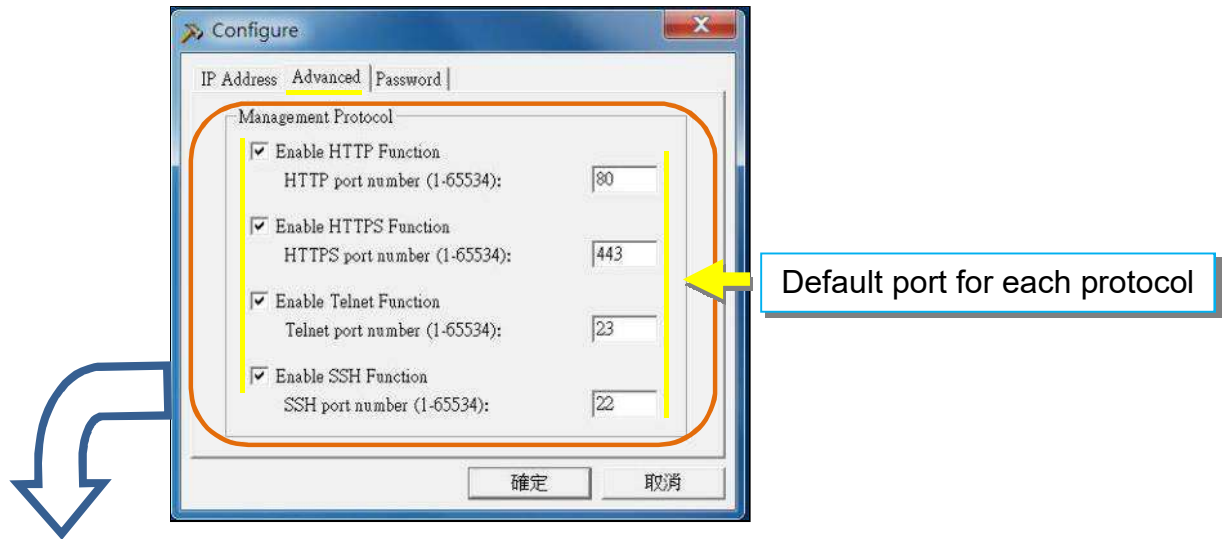 Configure
IP Address Advanced Password
Management Protocol
Enable HTTP Function
HTTP port number (1-65534): 80
Enable HTTPS Function
HTTPS port number (1-65534): 443
Default port for each protocol
Enable Telnet Function
Telnet port number (1-65534): 23
Enable SSH Function
SSH port number (1-65534): 22
確定 取消